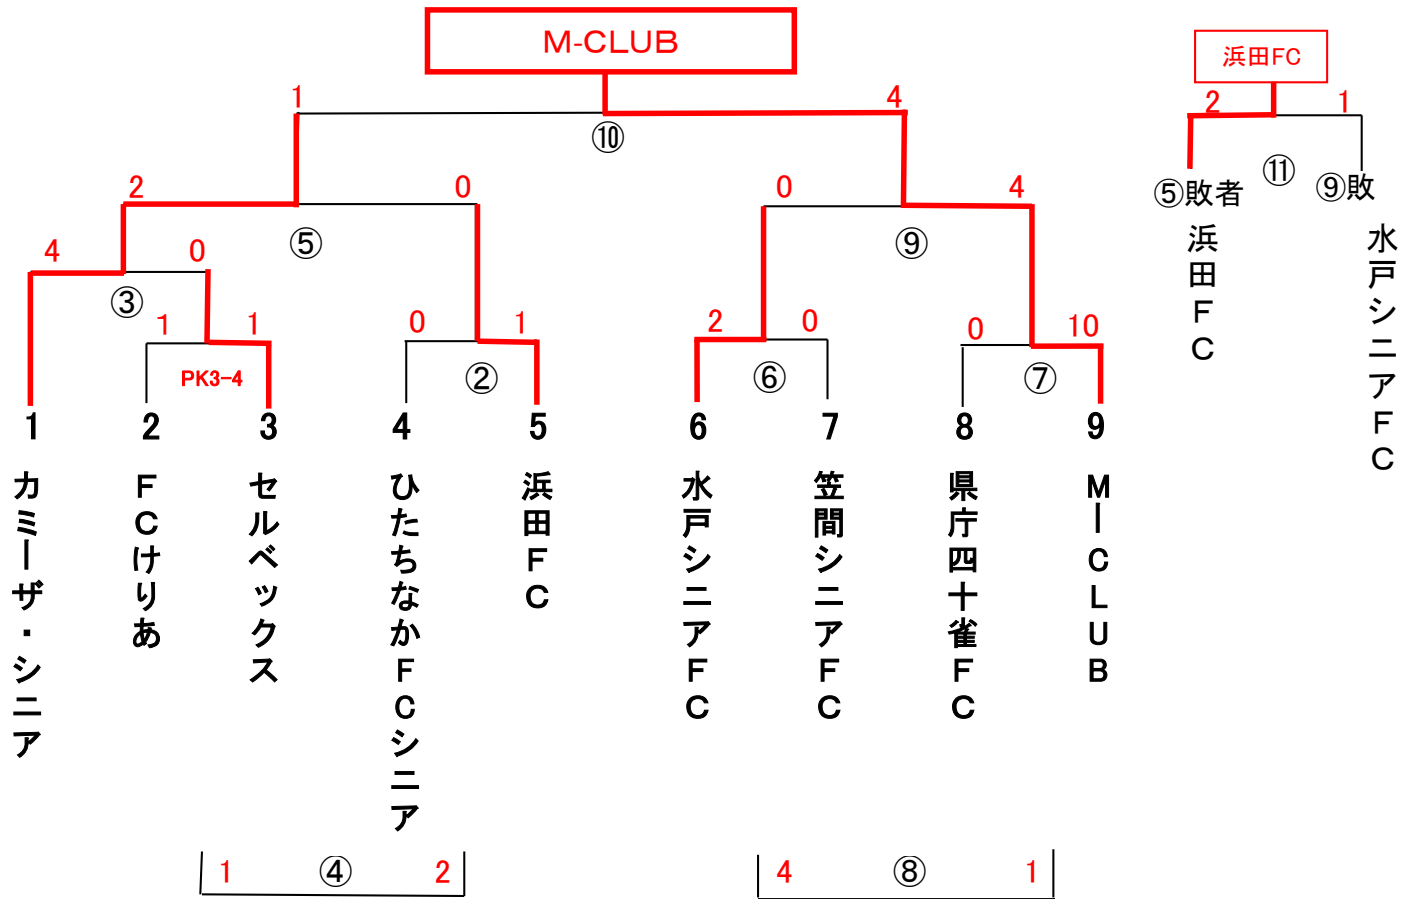 M-CLUB
浜田FC
1
4
⑩
2
1
⑪
⑤敗者
⑨敗
浜田FC
水戸シニアFC
2
0
⑤
0
4
⑨
4
0
③
1
1
PK3-4
0
1
②
2
0
⑥
0
10
⑦
1
2
3
4
5
6
7
8
9
カミーザ・シニア
FCけりあ
セルベックス
ひたちなかFCシニア
浜田FC
水戸シニアFC
笠間シニアFC
県庁四十雀FC
M－CLUB
1
④
2
4
⑧
1